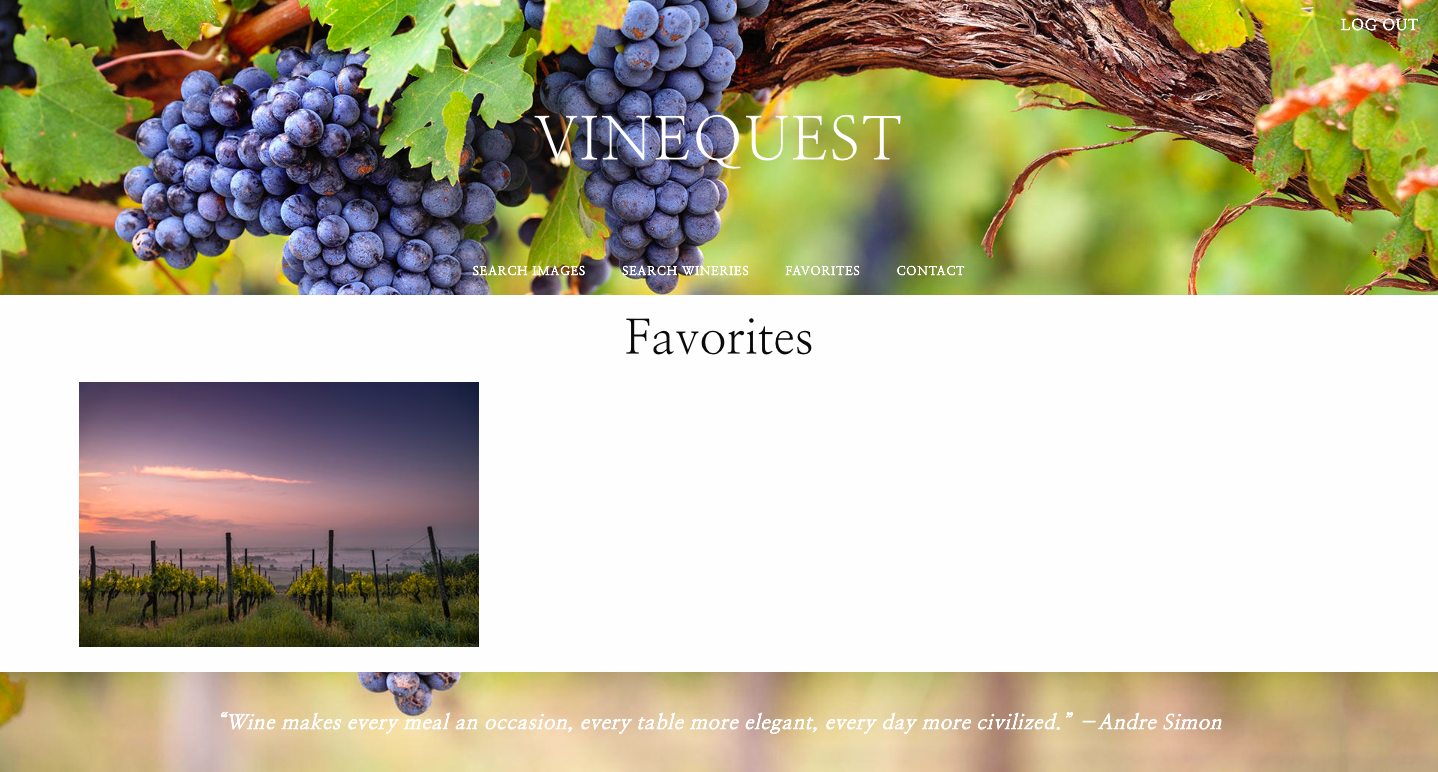 LOG OUT
VINEQUEST
SEARCH IMAGES SEARCH WINERIES FAVORITES CONTACT
Favorites
“Wine makes every meal an occasion, every table more elegant, every day more civilized.” —Andre Simon